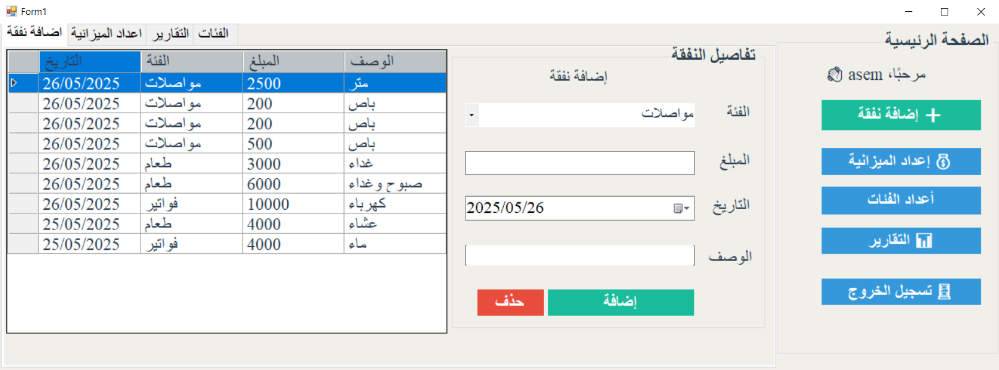 Form1
اضافة نفقة
اعداد الميزانية
التقارير
الفئات
التاريخ الفئة المبلغ الوصف
26/05/2025 مواصلات 2500 متر
26/05/2025 مواصلات 200 باص
26/05/2025 مواصلات 200 باص
26/05/2025 مواصلات 500 باص
26/05/2025 طعام 3000 غداء
26/05/2025 طعام 6000 صبوح وغداء
26/05/2025 فواتير 10000 كهرباء
25/05/2025 طعام 4000 عشاء
25/05/2025 فواتير 4000 ماء
تفاصيل النفقة
إضافة نفقة
الفئة
مواصلات
المبلغ
التاريخ
2025/05/26
الوصف
إضافة
حذف
الصفحة الرئيسية
مرحبًا، asem
إضافة نفقة
إعداد الميزانية
أعداد الفئات
التقارير
تسجيل الخروج